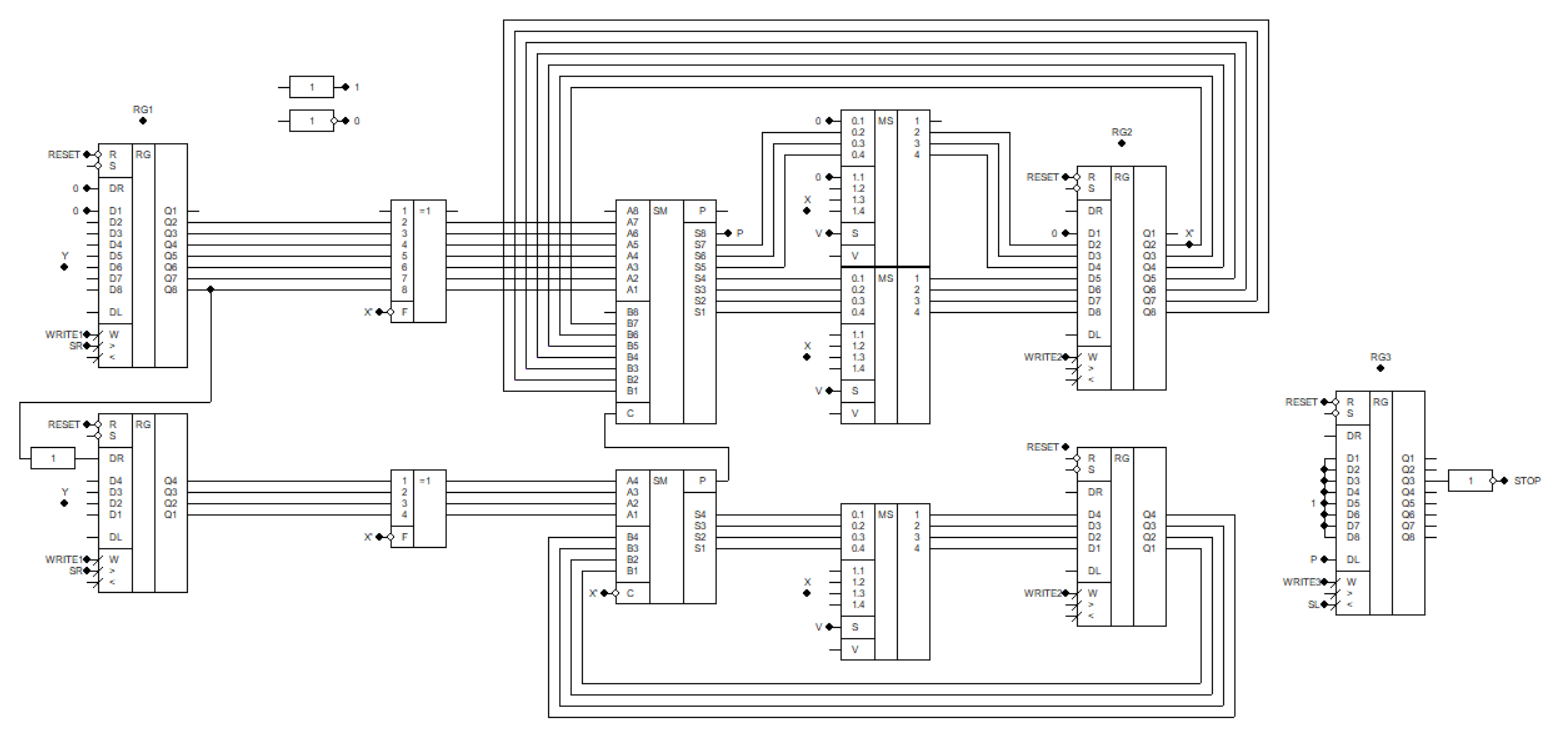 1 1
1 0
RG1
RESET R RG
S
0 DR
0 D1 Q1
D2 Q2
D3 Q3
D4 Q4
Y D5 Q5
D6 Q6
D7 Q7
D8 Q8
DL
WRITE1 W
SR >
<
RESET R RG
S
1 DR
D4 Q4
Y D3 Q3
D2 Q2
D1 Q1
DL
WRITE1 W
SR >
<
1 =1
2
3
4
5
6
7
8
X' F
1 =1
2
3
4
X' F
A8 SM P
A7
A6 S8 P
A5 S7
A4 S6
A3 S5
A2 S4
A1 S3
S2
B8 S1
B7
B6
B5
B4
B3
B2
B1
C
A4 SM P
A3
A2
A1 S4
S3
B4 S2
B3 S1
B2
B1
X' C
0 0.1 MS 1
0.2 2
0.3 3
0.4 4
0 1.1
1.2
X 1.3
1.4
V S
V
0.1 MS 1
0.2 2
0.3 3
0.4 4
1.1
X 1.2
1.3
1.4
V S
V
0.1 MS 1
0.2 2
0.3 3
0.4 4
1.1
X 1.2
1.3
1.4
V S
V
RG2
RESET R RG
S
DR
0 D1 Q1 X'
D2 Q2
D3 Q3
D4 Q4
D5 Q5
D6 Q6
D7 Q7
D8 Q8
DL
WRITE2 W
>
<
RESET
R RG
S
DR
D4 Q4
D3 Q3
D2 Q2
D1 Q1
DL
WRITE2 W
>
<
RG3
RESET R RG
S
DR
D1 Q1
D2 Q2
D3 Q3 1 STOP
D4 Q4
1 D5 Q5
D6 Q6
D7 Q7
D8 Q8
P DL
WRITE3 W
>
SL <